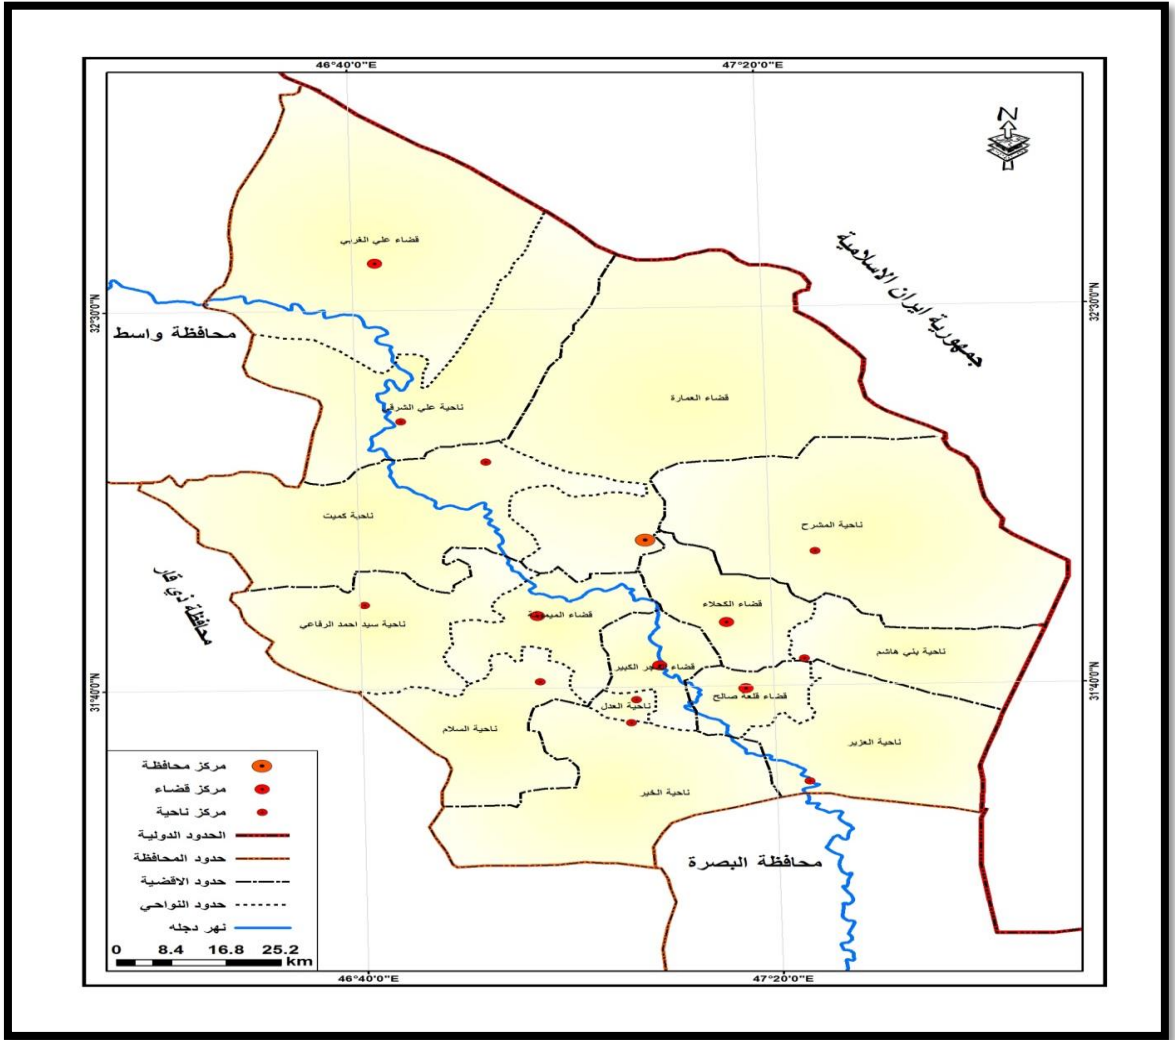 46°40'0"E
47°20'0"E
N
جمهورية ايران الاسلامية
قضاء علي الغربي
32°30'0"N
32°30'0"N
محافظة واسط
قضاء العمارة
ناحية علي الشرقي
ناحية كميت
ناحية المشرح
محافظة ذي قار
قضاء الكحلاء
قضاء الميمونة
ناحية سيد احمد الرفاعي
ناحية بني هاشم
قضاء المجر الكبير
31°40'0"N
31°40'0"N
قضاء قلعة صالح
ناحية العدل
ناحية السلام
ناحية العزير
ناحية الخير
محافظة البصرة
مركز محافظة
مركز قضاء
مركز ناحية
الحدود الدولية
حدود المحافظة
حدود الاقضية
حدود النواحي
نهر دجله
0 8.4 16.8 25.2
km
46°40'0"E
47°20'0"E